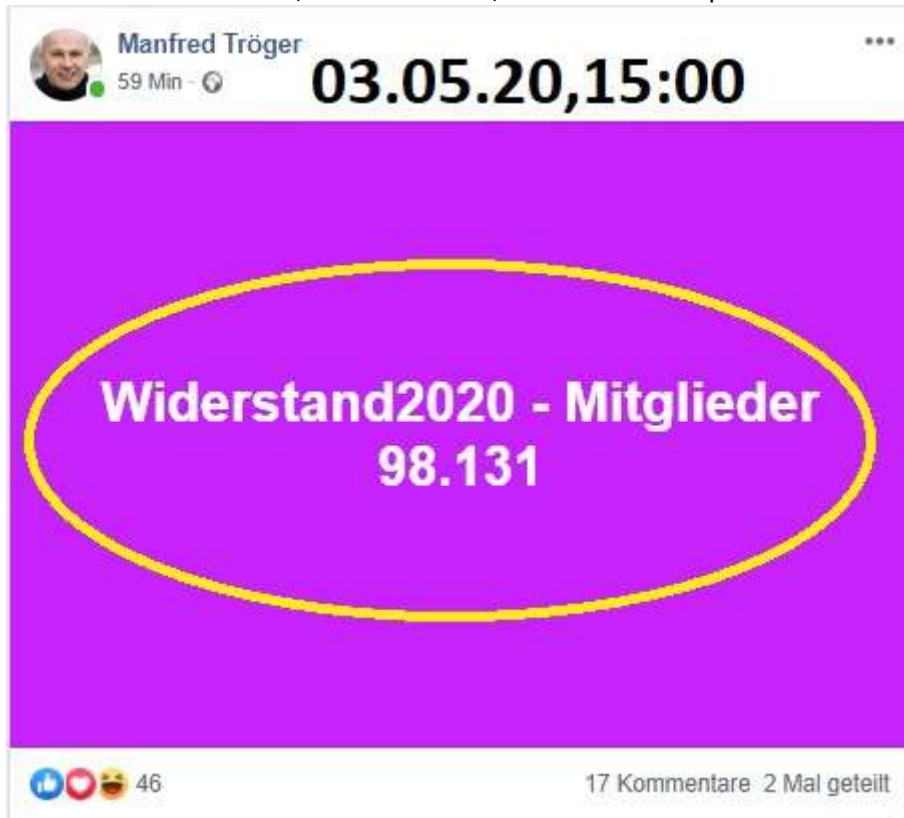 Manfred Tröger
59 Min
03.05.20,15:00
Widerstand2020 - Mitglieder
98.131
46
17 Kommentare 2 Mal geteilt